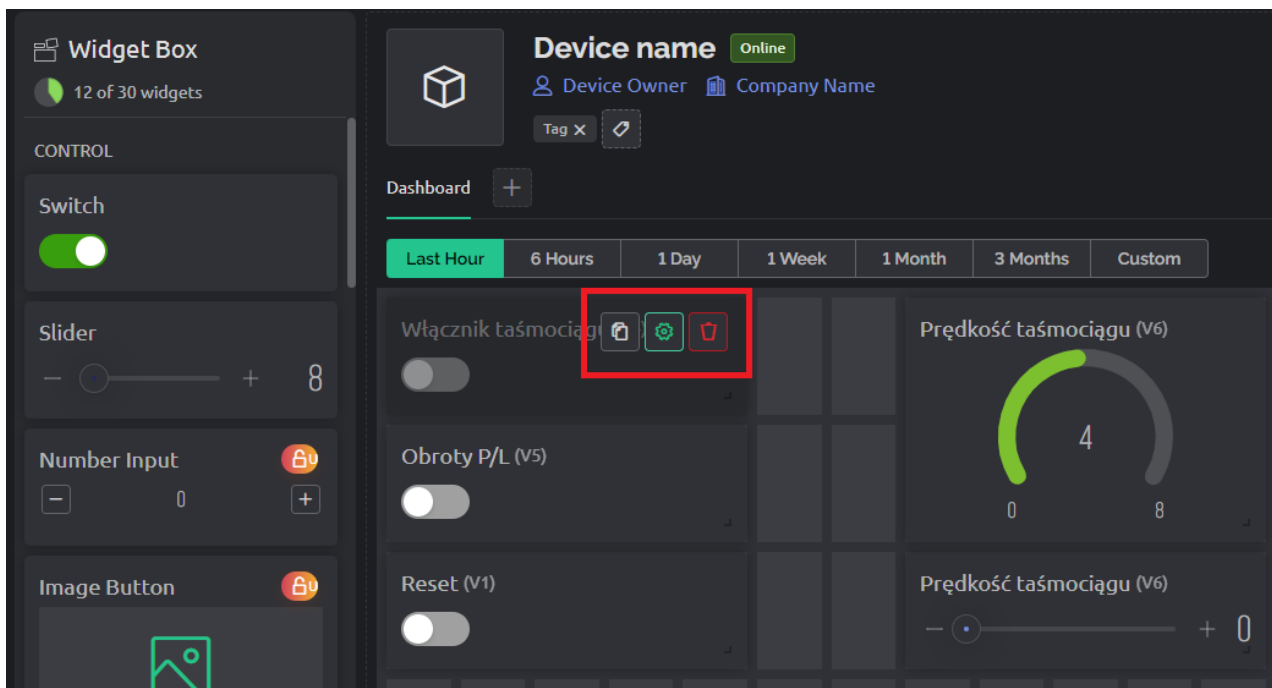 Widget Box
12 of 30 widgets
CONTROL
Switch
Slider
8
Number Input
0
Image Button
Device name Online
Device Owner Company Name
Tag
Dashboard
Last Hour 6 Hours 1 Day 1 Week 1 Month 3 Months Custom
Włącznik taśmociągu
Prędkość taśmociągu (V6)
4
0 8
Obroty P/L (V5)
Reset (V1)
Prędkość taśmociągu (V6)
0